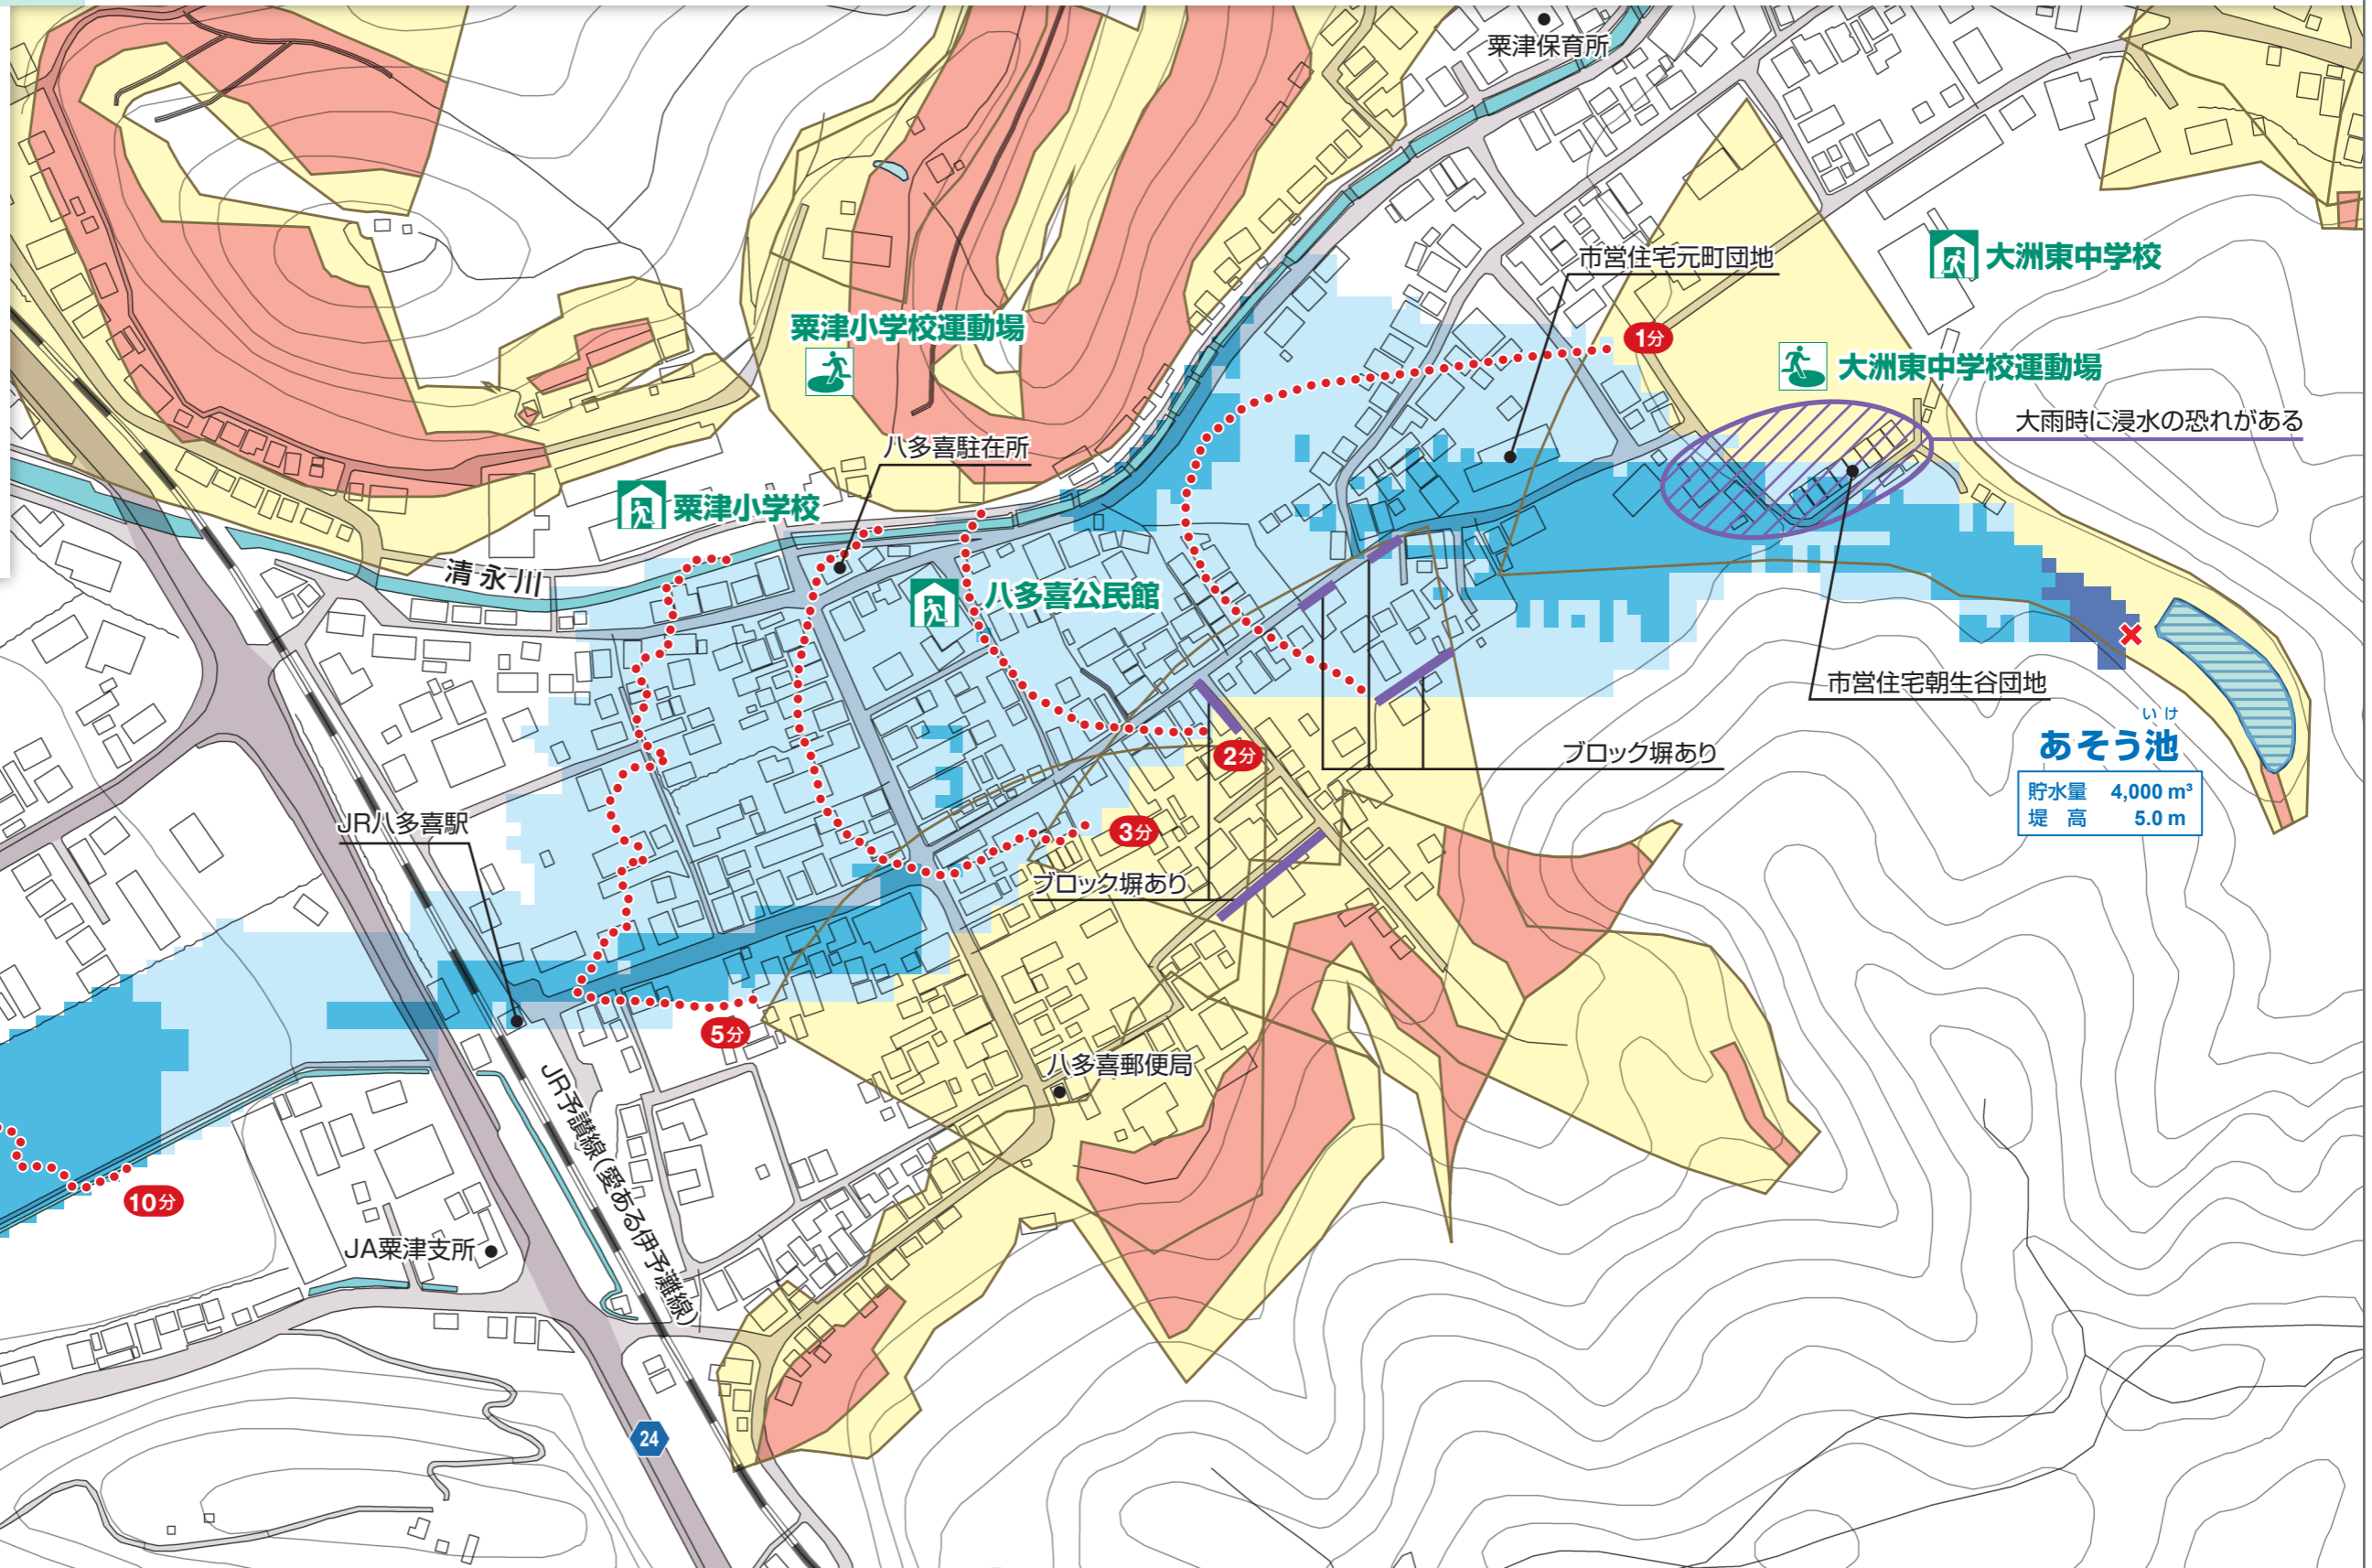 粟津保育所
市営住宅元町団地
大洲東中学校
粟津小学校運動場
1分
大洲東中学校運動場
大雨時に浸水の恐れがある
八多喜駐在所
粟津小学校
清永川
八多喜公民館
市営住宅朝生谷団地
いけ
あそう池
貯水量 4,000 m³
堤 高 5.0 m
ブロック塀あり
2分
JR八多喜駅
3分
ブロック塀あり
5分
八多喜郵便局
JR予讃線(愛ある伊予灘線)
10分
JA粟津支所
24